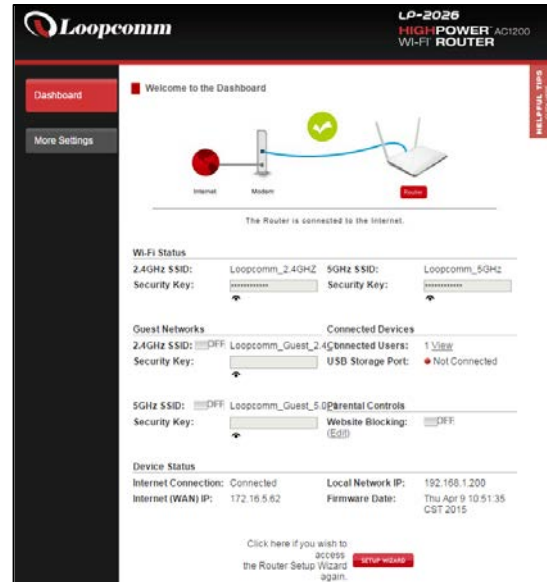 Loopcomm
LP-2026
HIGHPOWER AC1200
WI-FI ROUTER
HELPFUL TIPS
Dashboard
More Settings
Welcome to the Dashboard
Internet Modem Router
The Router is connected to the Internet.
Wi-Fi Status
2.4GHz SSID: Loopcomm_2.4GHZ 5GHz SSID: Loopcomm_5GHz
Security Key: Security Key:
Guest Networks Connected Devices
2.4GHz SSID: OFF Loopcomm_Guest_2.4 Connected Users: 1 View
Security Key: USB Storage Port: Not Connected
5GHz SSID: OFF Loopcomm_Guest_5.0 Parental Controls
Security Key: Website Blocking: OFF
(Edit)
Device Status
Internet Connection: Connected Local Network IP: 192.168.1.200
Internet (WAN) IP: 172.16.5.62 Firmware Date: Thu Apr 9 10:51:35
CST 2015
Click here if you wish to
access
the Router Setup Wizard
again.
SETUP WIZARD